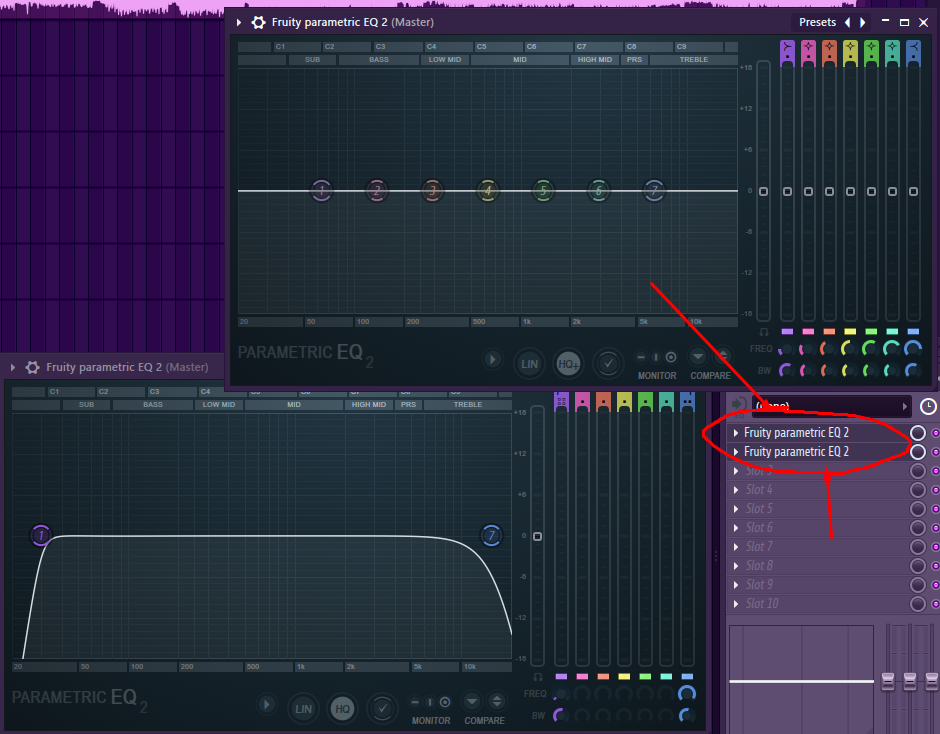 Fruity parametric EQ 2 (Master) Presets
C1 C2 C3 C4 C5 C6 C7 C8 C9
SUB BASS LOW MID MID HIGH MID PRS TREBLE
+18
+12
+6
1 2 3 4 5 6 7 0
-6
-12
-18
20 50 100 200 500 1k 2k 5k 10k
PARAMETRIC EQ 2 LIN HQ+ MONITOR COMPARE
FREQ
BW
Fruity parametric EQ 2 (Master)
C1 C2 C3 C4
SUB BASS LOW MID MID HIGH MID PRS TREBLE
+18
+12
+6
1 7 0
-6
-12
-18
20 50 100 200 500 1k 2k 5k 10k
PARAMETRIC EQ 2 LIN HQ MONITOR COMPARE
FREQ
BW
Fruity parametric EQ 2
Fruity parametric EQ 2
Slot 3
Slot 4
Slot 5
Slot 6
Slot 7
Slot 8
Slot 9
Slot 10